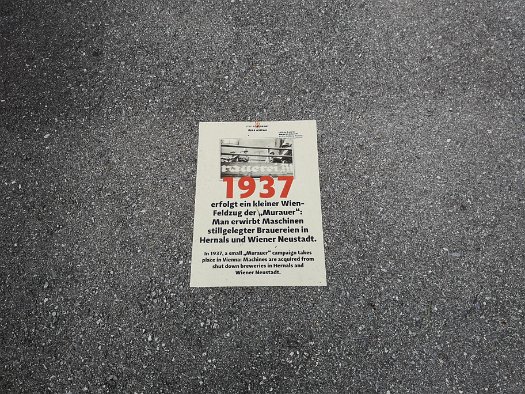 1937
erfolgt ein kleiner Wien-
Feldzug der „Murauer“:
Man erwirbt Maschinen
stillgelegter Brauereien in
Hernals und Wiener Neustadt.
In 1937, a small „Murauer“ campaign takes
place in Vienna: Machines are acquired from
shut down breweries in Hernals and
Wiener Neustadt.